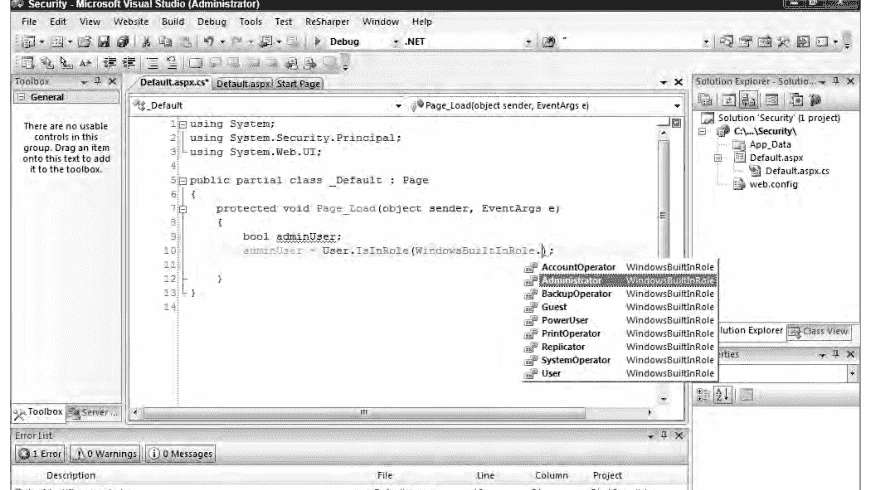 Security - Microsoft Visual Studio (Administrator)
File Edit View Website Build Debug Tools Test ReSharper Window Help
Debug .NET
Toolbox
General
There are no usable
controls in this
group. Drag an item
onto this text to add
it to the toolbox.
Toolbox Server ...
Default.aspx.cs* Default.aspx Start Page
_Default Page_Load(object sender, EventArgs e)
1 using System;
2 using System.Security.Principal;
3 using System.Web.UI;
4
5 public partial class _Default : Page
6 {
7 protected void Page_Load(object sender, EventArgs e)
8 {
9 bool adminUser;
10 adminUser = User.IsInRole(WindowsBuiltInRole.);
11
12 }
13 }
14
AccountOperator WindowsBuiltInRole
Administrator WindowsBuiltInRole
BackupOperator WindowsBuiltInRole
Guest WindowsBuiltInRole
PowerUser WindowsBuiltInRole
PrintOperator WindowsBuiltInRole
Replicator WindowsBuiltInRole
SystemOperator WindowsBuiltInRole
User WindowsBuiltInRole
Solution Explorer - Solutio...
Solution 'Security' (1 project)
C:\...\Security\
App_Data
Default.aspx
Default.aspx.cs
web.config
lution Explorer Class View
erties
Error List
1 Error 0 Warnings 0 Messages
Description File Line Column Project